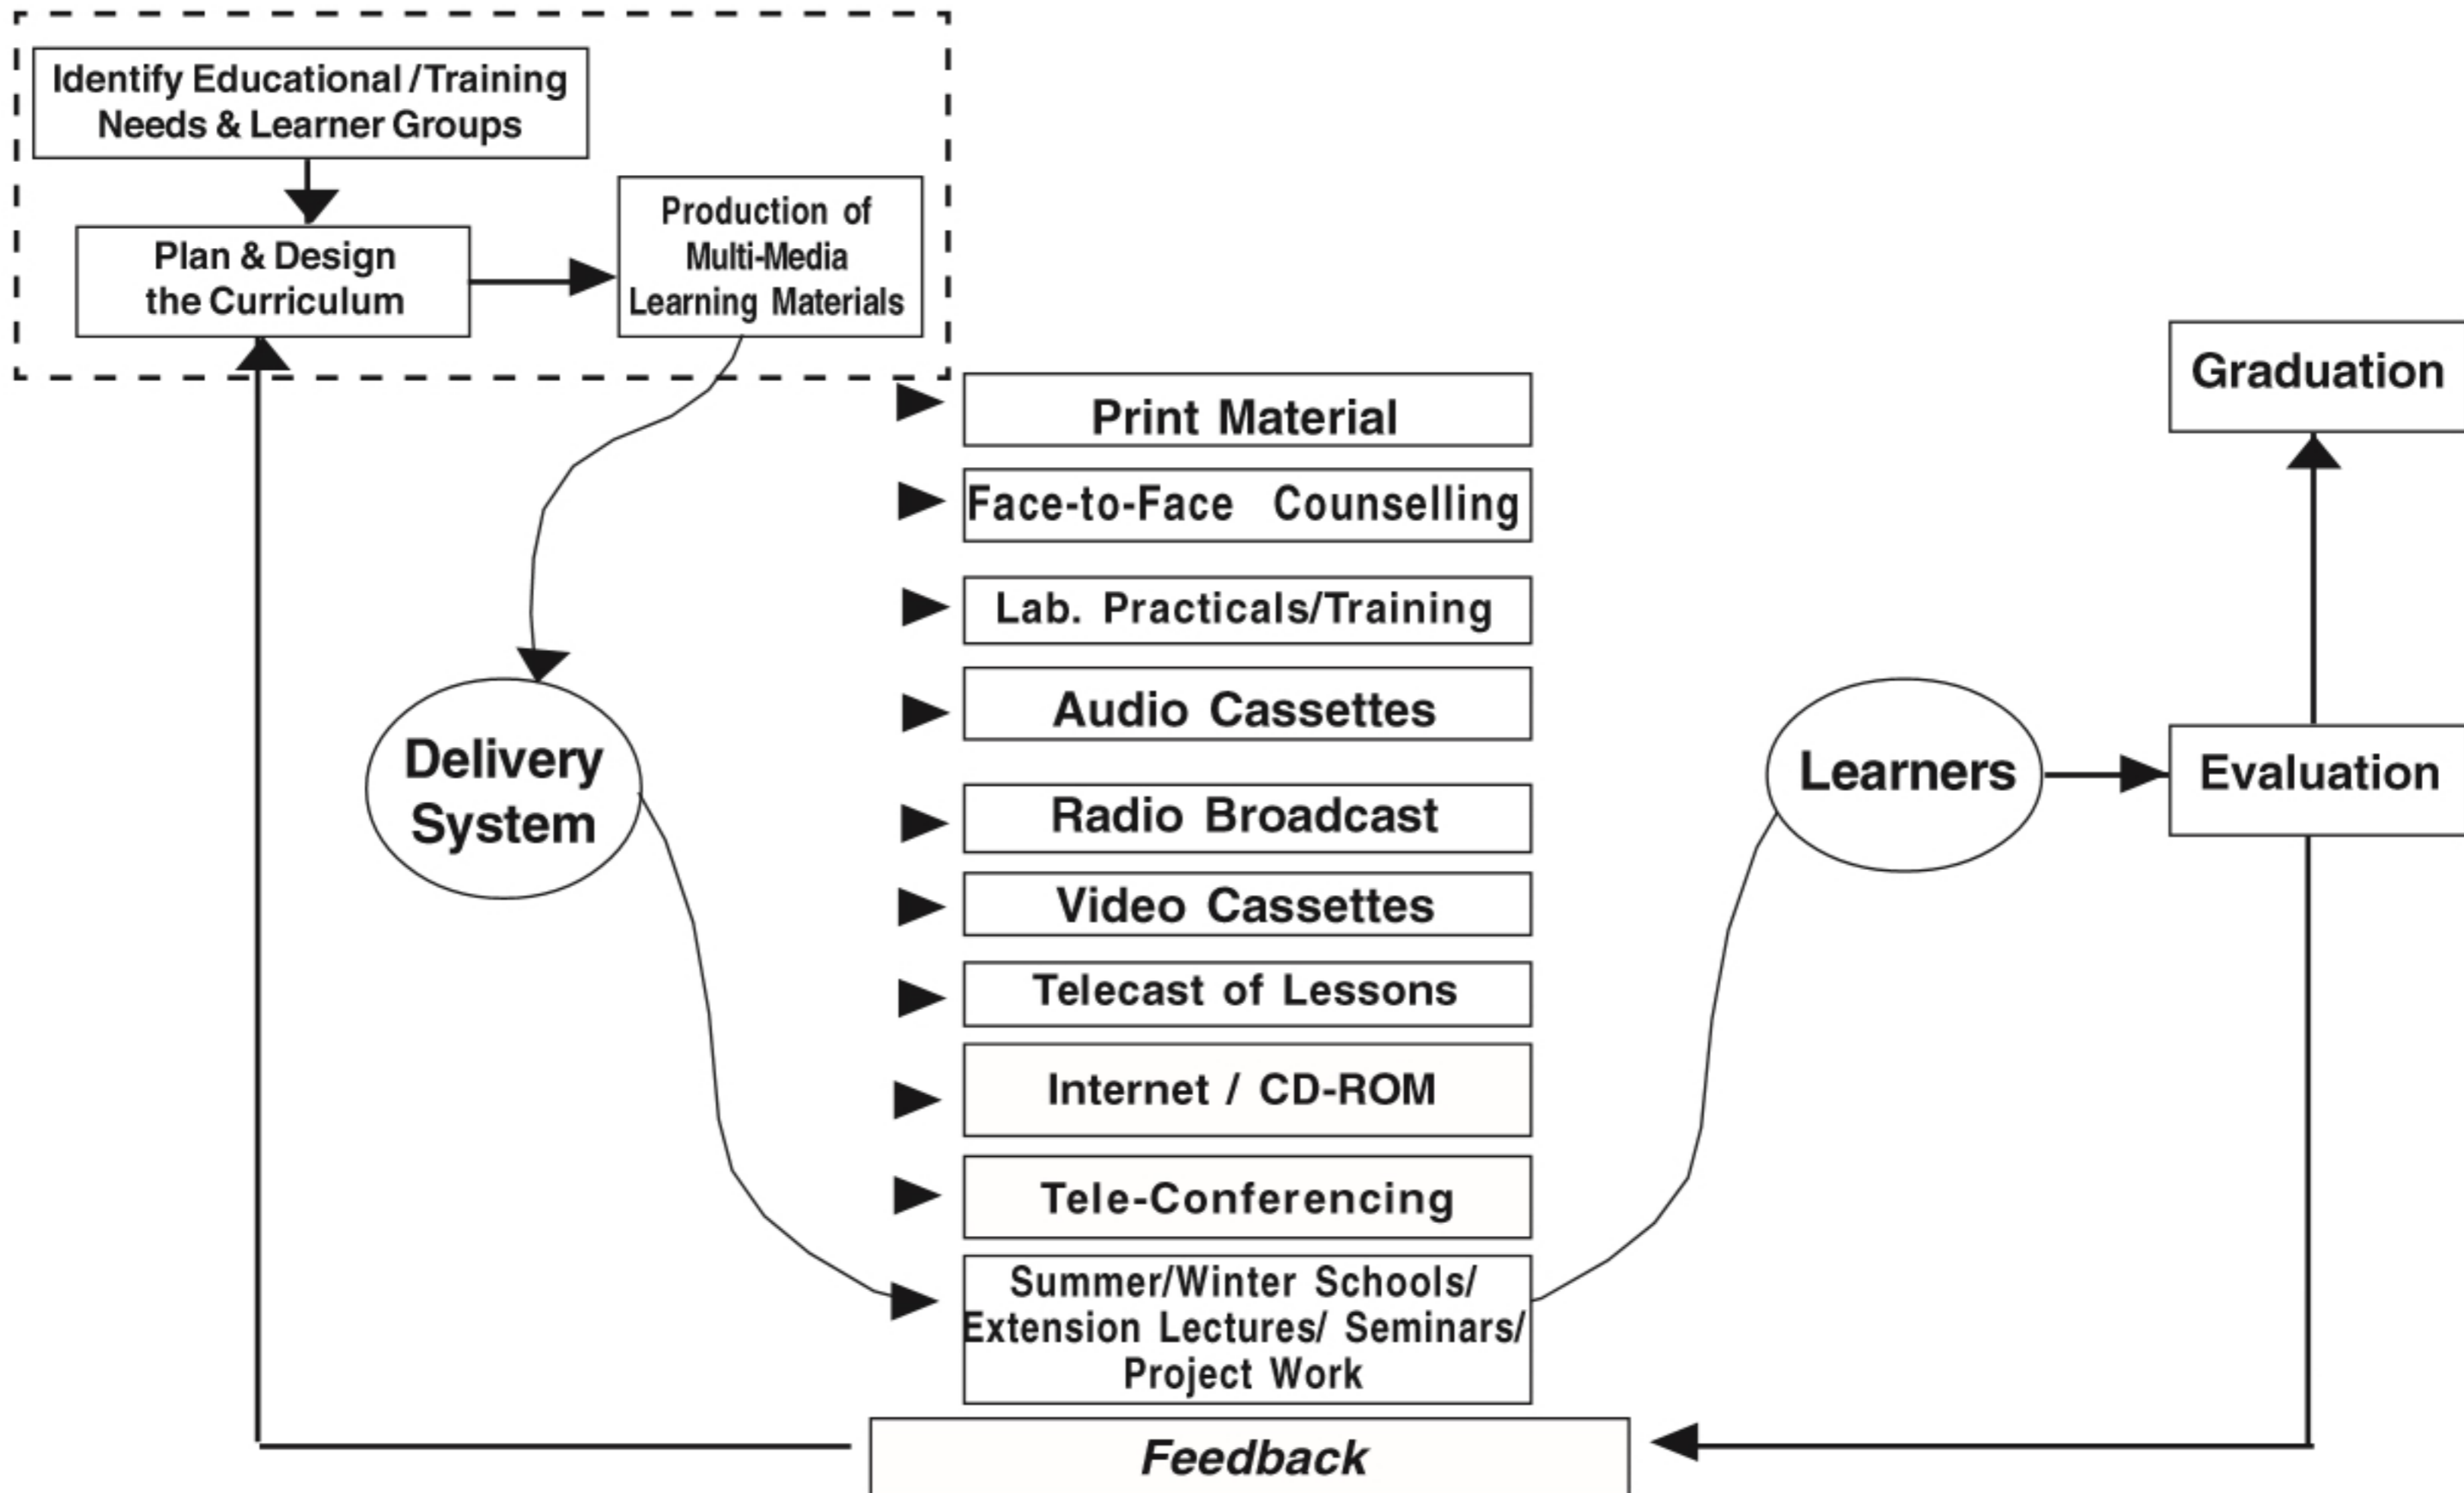 Identify Educational/Training
Needs & Learner Groups
Plan & Design
the Curriculum
Production of
Multi-Media
Learning Materials
Delivery
System
Print Material
Face-to-Face Counselling
Lab. Practicals/Training
Audio Cassettes
Radio Broadcast
Video Cassettes
Telecast of Lessons
Internet / CD-ROM
Tele-Conferencing
Summer/Winter Schools/
Extension Lectures/ Seminars/
Project Work
Learners
Evaluation
Graduation
Feedback